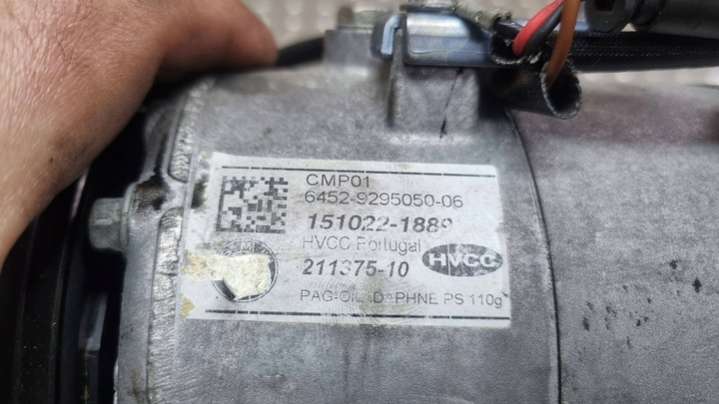 CMP01
6452-9295050-06
151022-1889
HVCC Portugal
211375-10
HVCC
PAG-OIL DAPHNE PS 110g